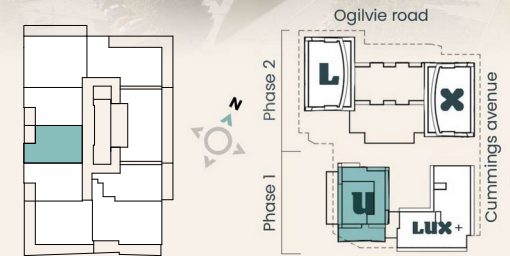 Ogilvie road
N
Phase 2
L
X
Cummings avenue
Phase 1
U
LUX+